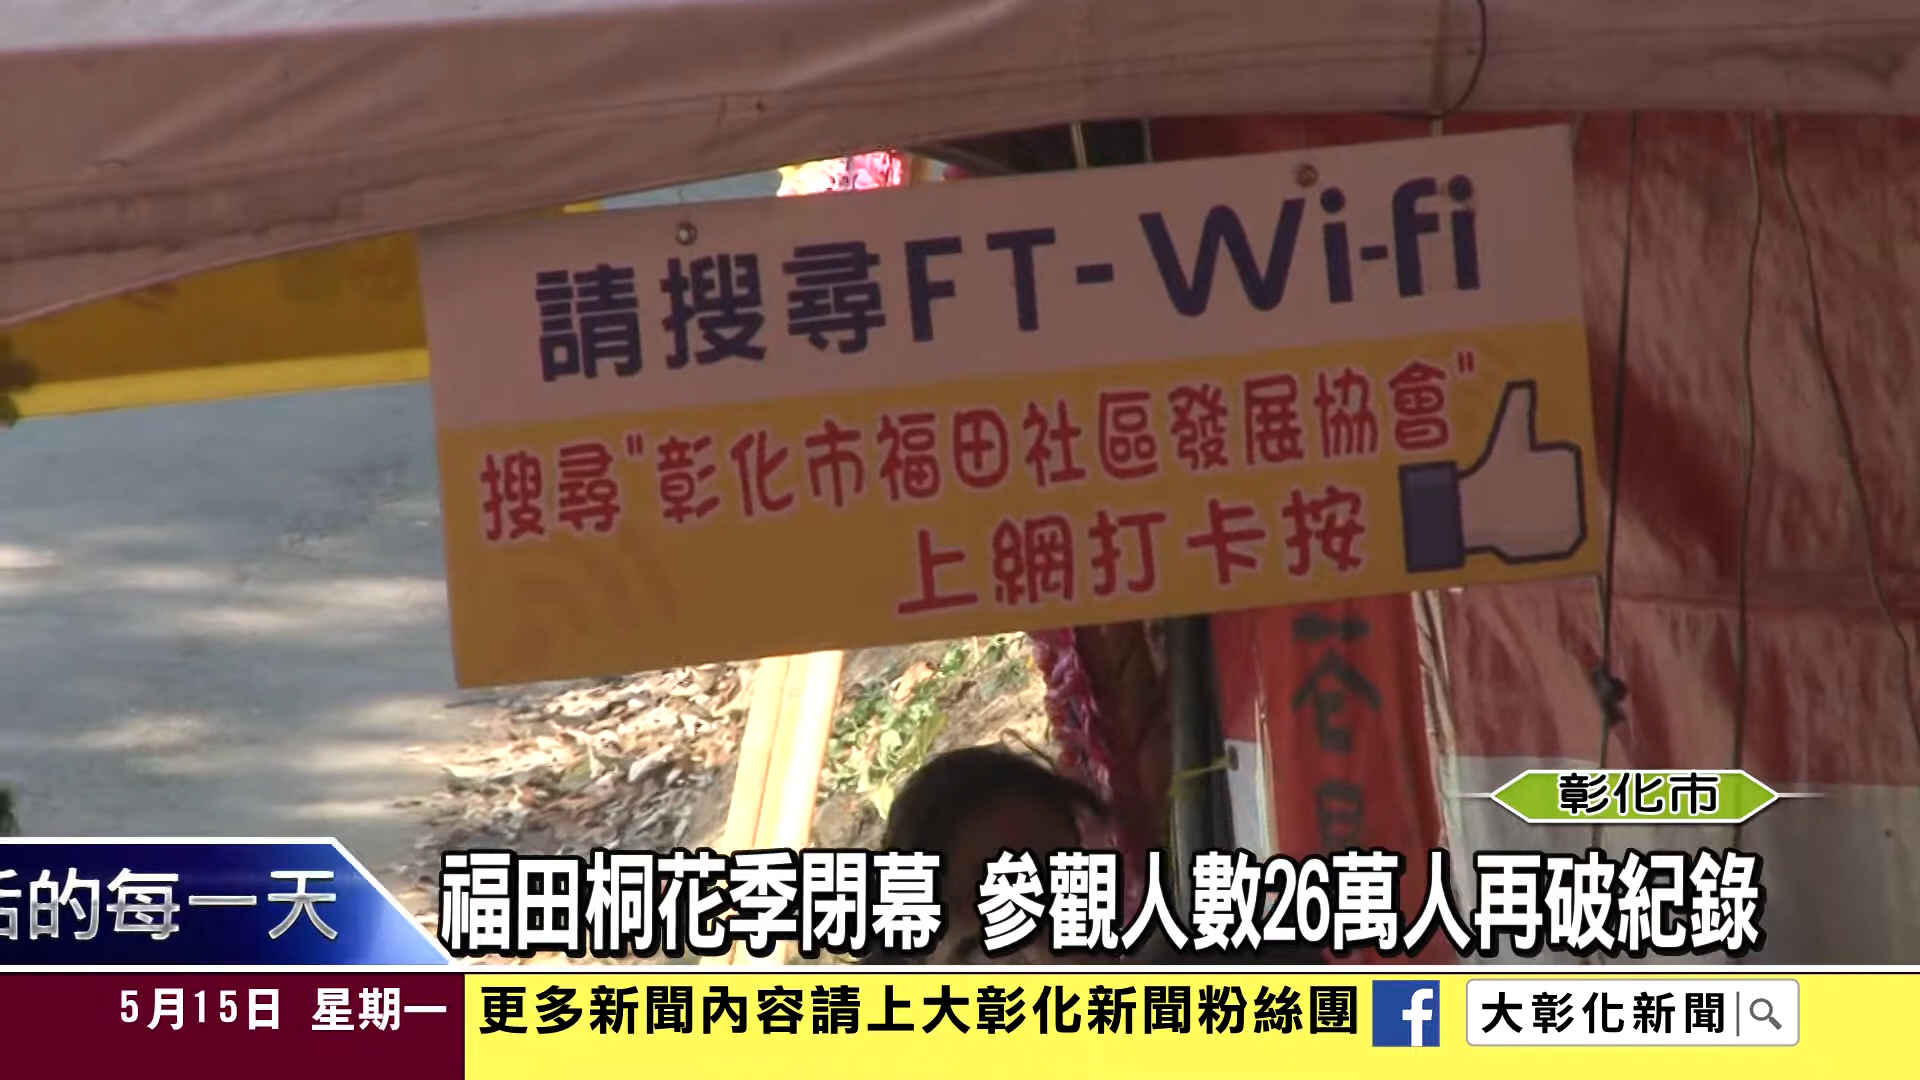 請搜尋FT-Wi-fi
搜尋"彰化市福田社區發展協會"
上網打卡按
彰化市
活的每一天
福田桐花季閉幕 參觀人數26萬人再破紀錄
5月15日 星期一
更多新聞內容請上大彰化新聞粉絲團
f
大彰化新聞